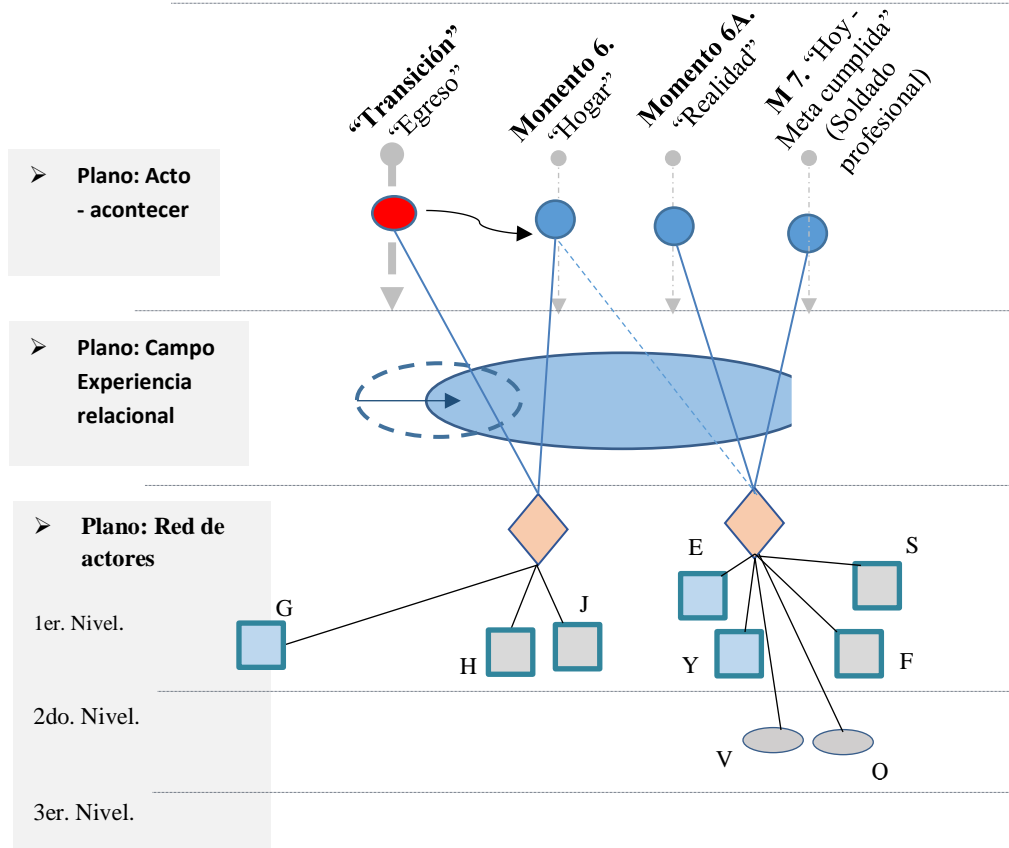 “Transición”
“Egreso”
Momento 6.
“Hogar”
Momento 6A.
“Realidad”
M 7. “Hoy -
Meta cumplida”
(Soldado
profesional)
➢ Plano: Acto
- acontecer
➢ Plano: Campo
Experiencia
relacional
➢ Plano: Red de
actores
E
S
G
J
1er. Nivel.
H
Y
F
2do. Nivel.
V
O
3er. Nivel.